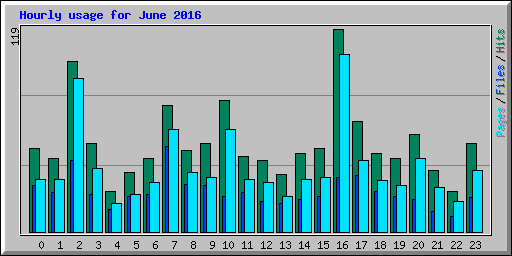 Hourly usage for June 2016
119
Pages/Files/Hits
0 1 2 3 4 5 6 7 8 9 10 11 12 13 14 15 16 17 18 19 20 21 22 23